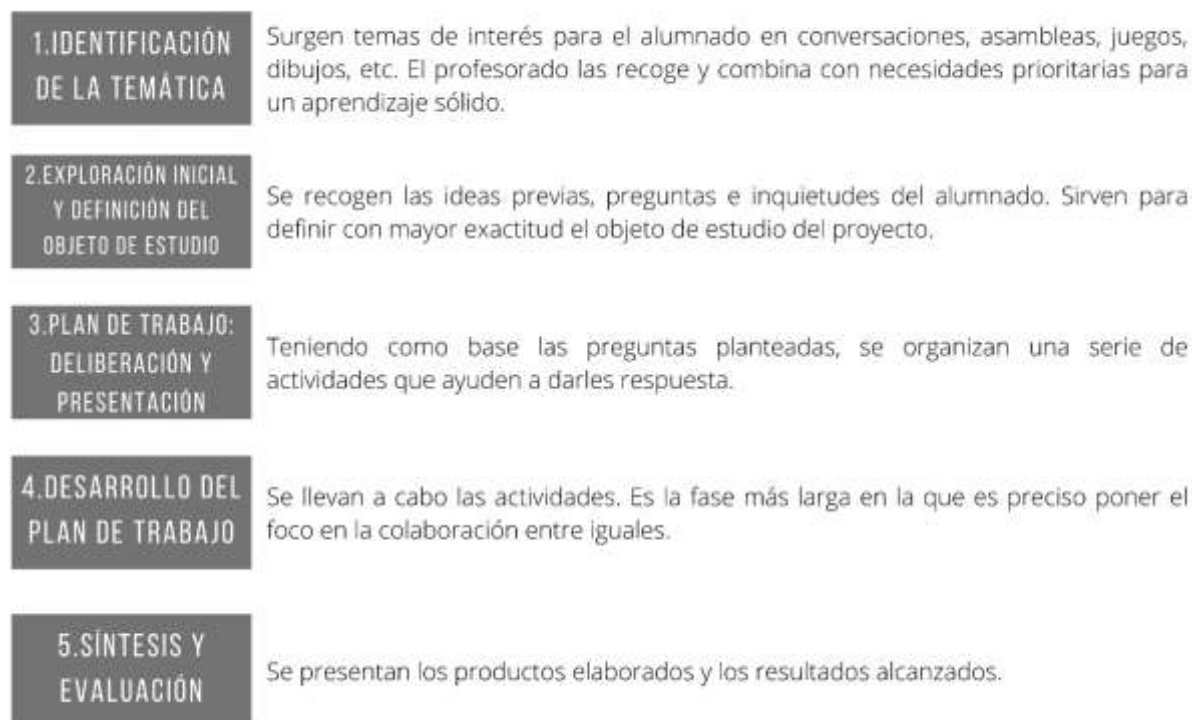 1.IDENTIFICACIÓN
DE LA TEMÁTICA
Surgen temas de interés para el alumnado en conversaciones, asambleas, juegos,
dibujos, etc. El profesorado las recoge y combina con necesidades prioritarias para
un aprendizaje sólido.
2.EXPLORACIÓN INICIAL
Y DEFINICIÓN DEL
OBJETO DE ESTUDIO
Se recogen las ideas previas, preguntas e inquietudes del alumnado. Sirven para
definir con mayor exactitud el objeto de estudio del proyecto.
3.PLAN DE TRABAJO:
DELIBERACIÓN Y
PRESENTACIÓN
Teniendo como base las preguntas planteadas, se organizan una serie de
actividades que ayuden a darles respuesta.
4.DESARROLLO DEL
PLAN DE TRABAJO
Se llevan a cabo las actividades. Es la fase más larga en la que es preciso poner el
foco en la colaboración entre iguales.
5.SÍNTESIS Y
EVALUACIÓN
Se presentan los productos elaborados y los resultados alcanzados.